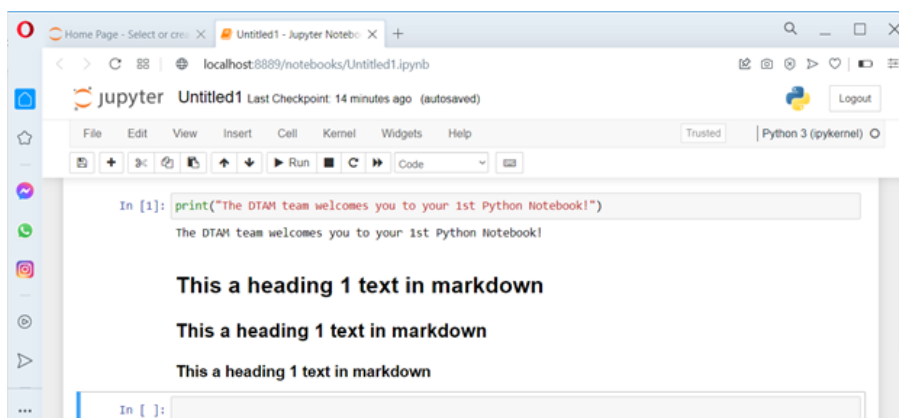 Home Page - Select or crea
Untitled1 - Jupyter Notebo
localhost:8889/notebooks/Untitled1.ipynb
jupyter Untitled1 Last Checkpoint: 14 minutes ago (autosaved)
Logout
File Edit View Insert Cell Kernel Widgets Help
Trusted
Python 3 (ipykernel)
Run
Code
In [1]: print("The DTAM team welcomes you to your 1st Python Notebook!")
The DTAM team welcomes you to your 1st Python Notebook!
This a heading 1 text in markdown
This a heading 1 text in markdown
This a heading 1 text in markdown
In [ ]: